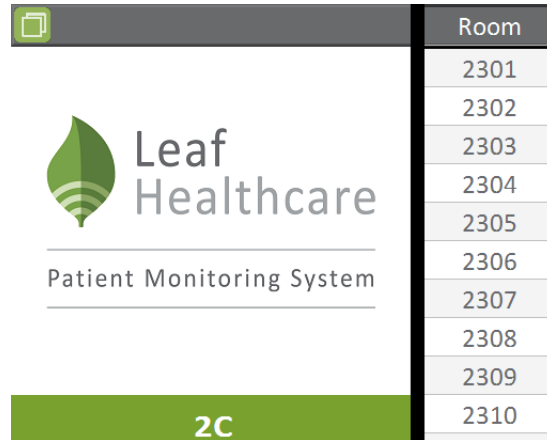 Leaf
Healthcare
Patient Monitoring System
2C
Room
2301
2302
2303
2304
2305
2306
2307
2308
2309
2310